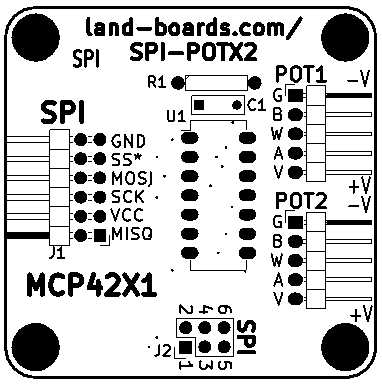 land-boards.com/
SPI
SPI-POTX2
R1
POT1
-V
C1
U1
G
B
W
A
V
+V
SPI
GND
SS*
MOSI
SCK
VCC
MISO
J1
POT2
-V
G
B
W
A
V
+V
MCP42X1
2 4 6
SPI
J2
1 3 5